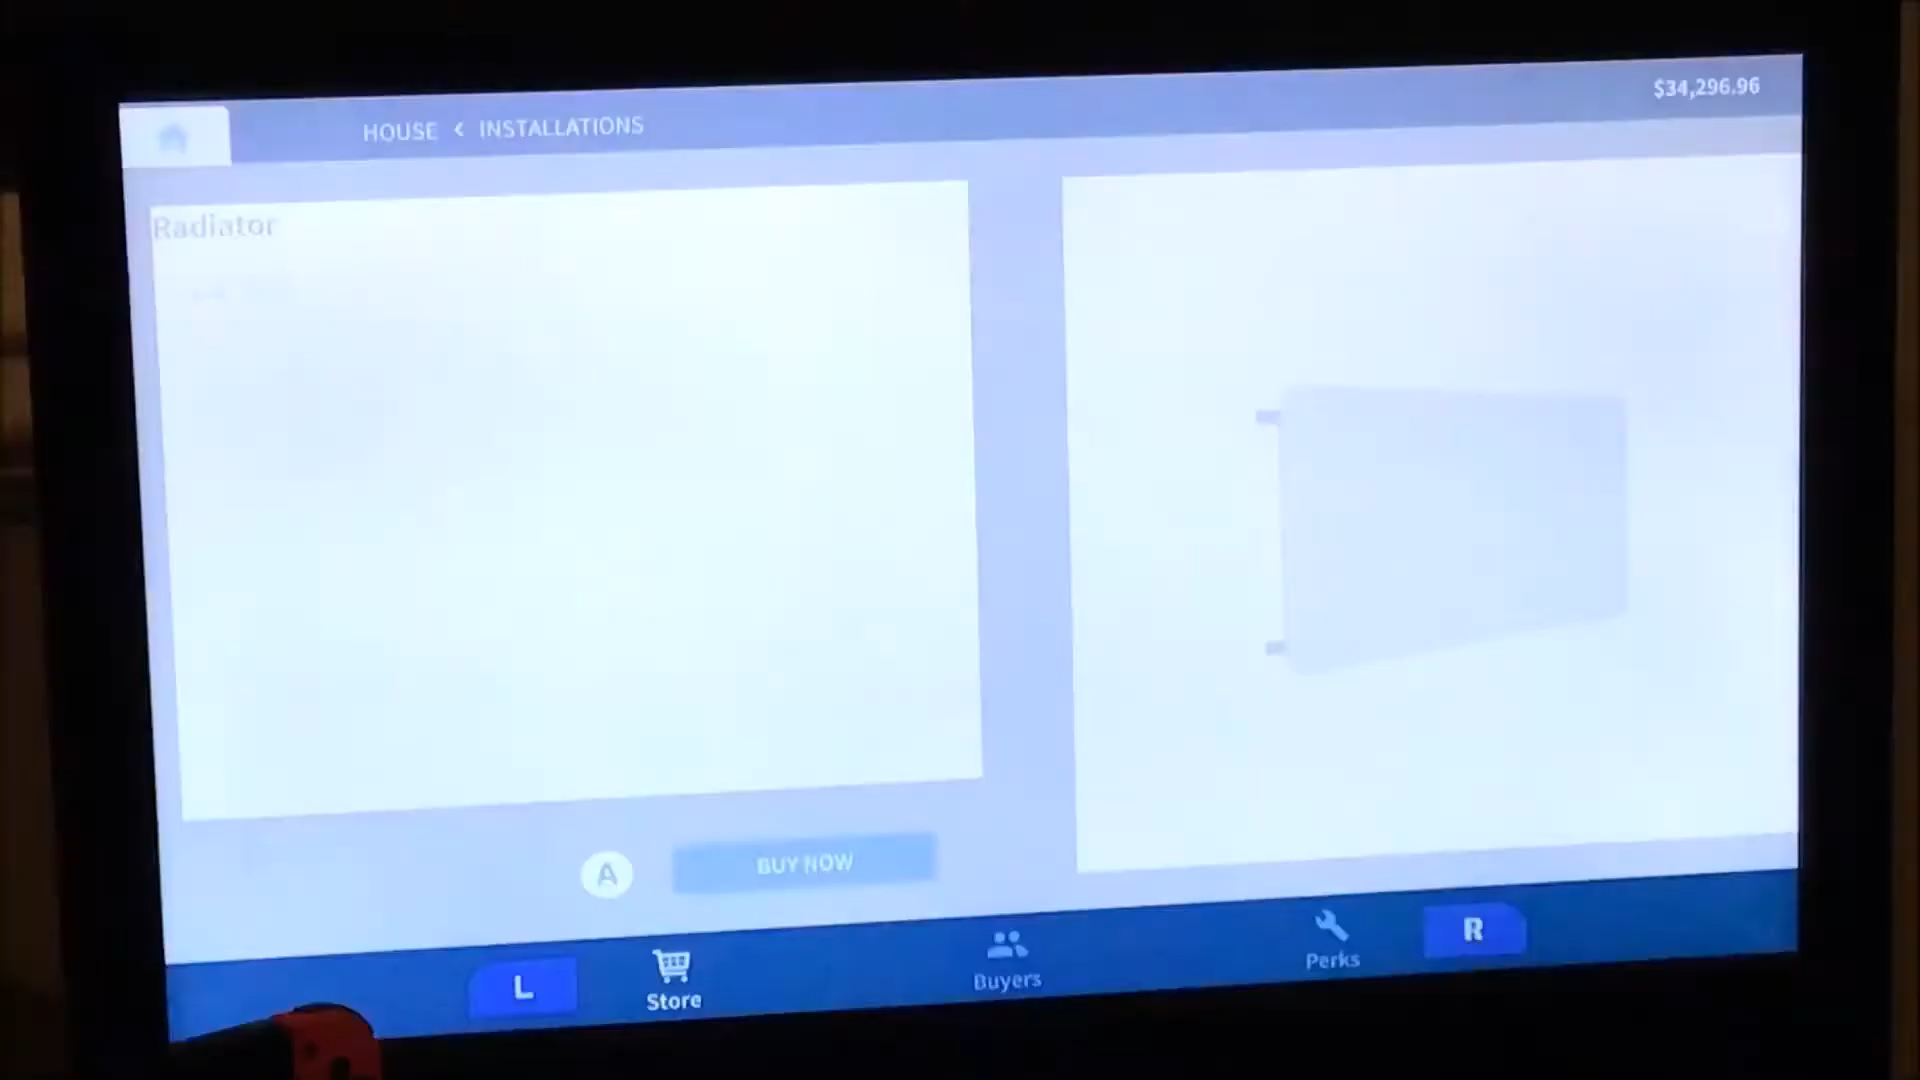 $34,296.96
HOUSE < INSTALLATIONS
Radiator
A
BUY NOW
L
Store
Buyers
Perks
R